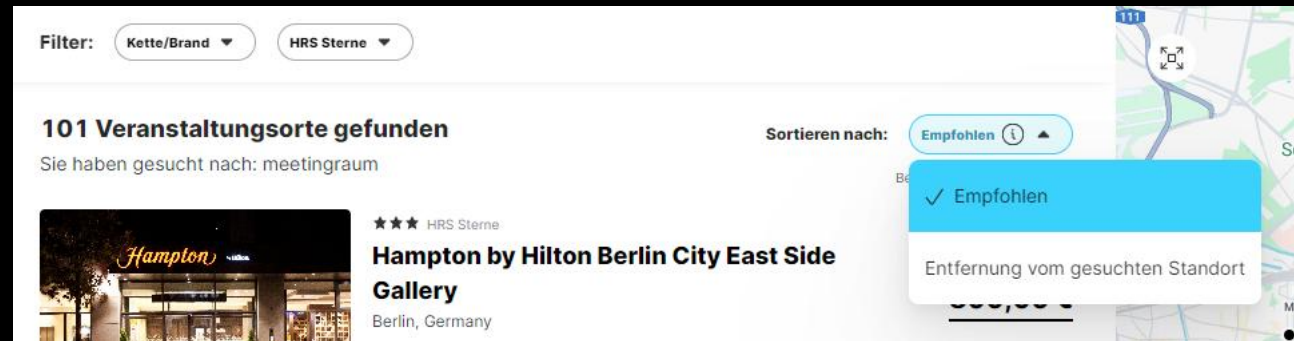 Filter:
Kette/Brand
HRS Sterne
111
101 Veranstaltungsorte gefunden
Sie haben gesucht nach: meetingraum
Sortieren nach:
Empfohlen
Empfohlen
Entfernung vom gesuchten Standort
HRS Sterne
Hampton by Hilton Berlin City East Side
Gallery
Berlin, Germany
Hampton